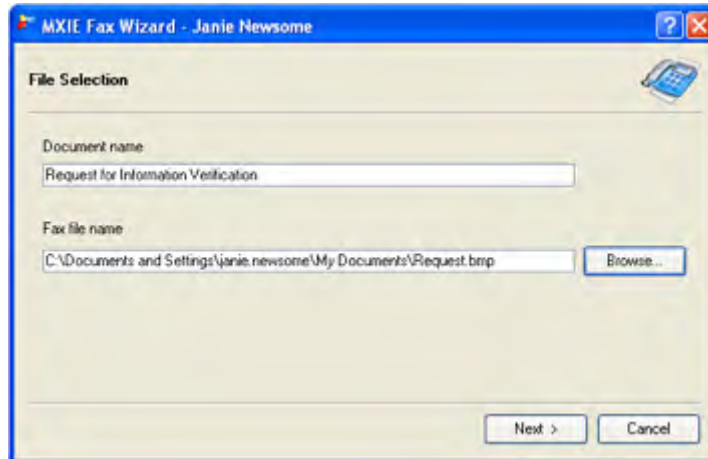 MXIE Fax Wizard - Janie Newsome
File Selection
Document name
Request for Information Verification
Fax file name
C:\Documents and Settings\janie.newsome\My Documents\Request.bmp
Browse...
Next >
Cancel